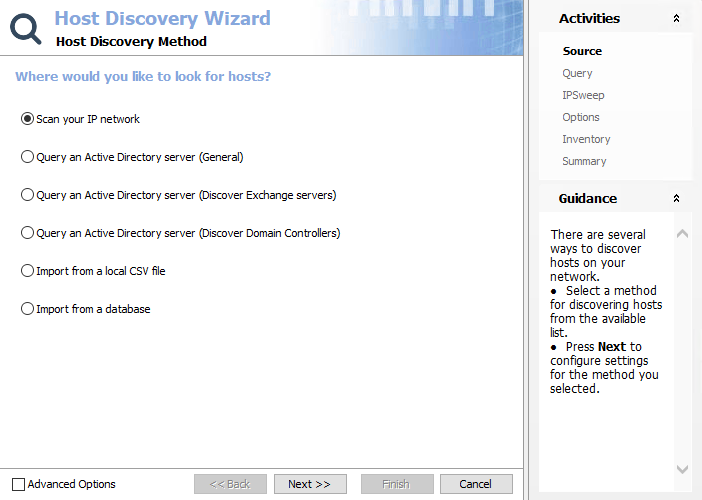 Host Discovery Wizard
Host Discovery Method
Where would you like to look for hosts?
Scan your IP network
Query an Active Directory server (General)
Query an Active Directory server (Discover Exchange servers)
Query an Active Directory server (Discover Domain Controllers)
Import from a local CSV file
Import from a database
Advanced Options
<< Back
Next >>
Finish
Cancel
Activities
Source
Query
IPSweep
Options
Inventory
Summary
Guidance
There are several
ways to discover
hosts on your
network.
● Select a method
for discovering hosts
from the available
list.
● Press Next to
configure settings
for the method you
selected.